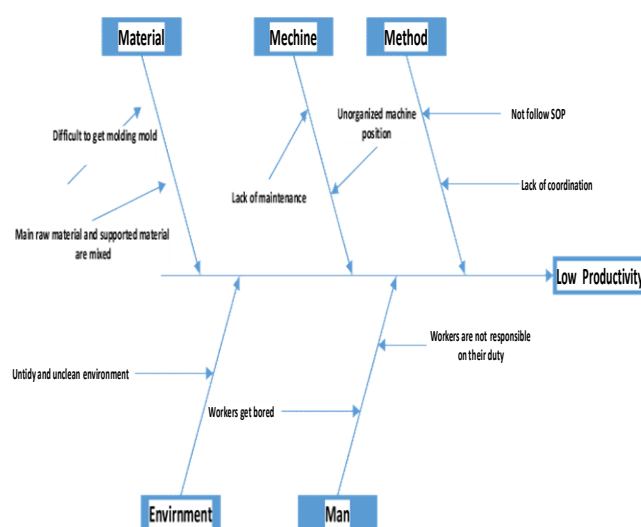 Material
Mechine
Method
Difficult to get molding mold
Main raw material and supported material
are mixed
Lack of maintenance
Unorganized machine
position
Not follow SOP
Lack of coordination
Low Productivity
Untidy and unclean environment
Workers get bored
Workers are not responsible
on their duty
Envirnment
Man